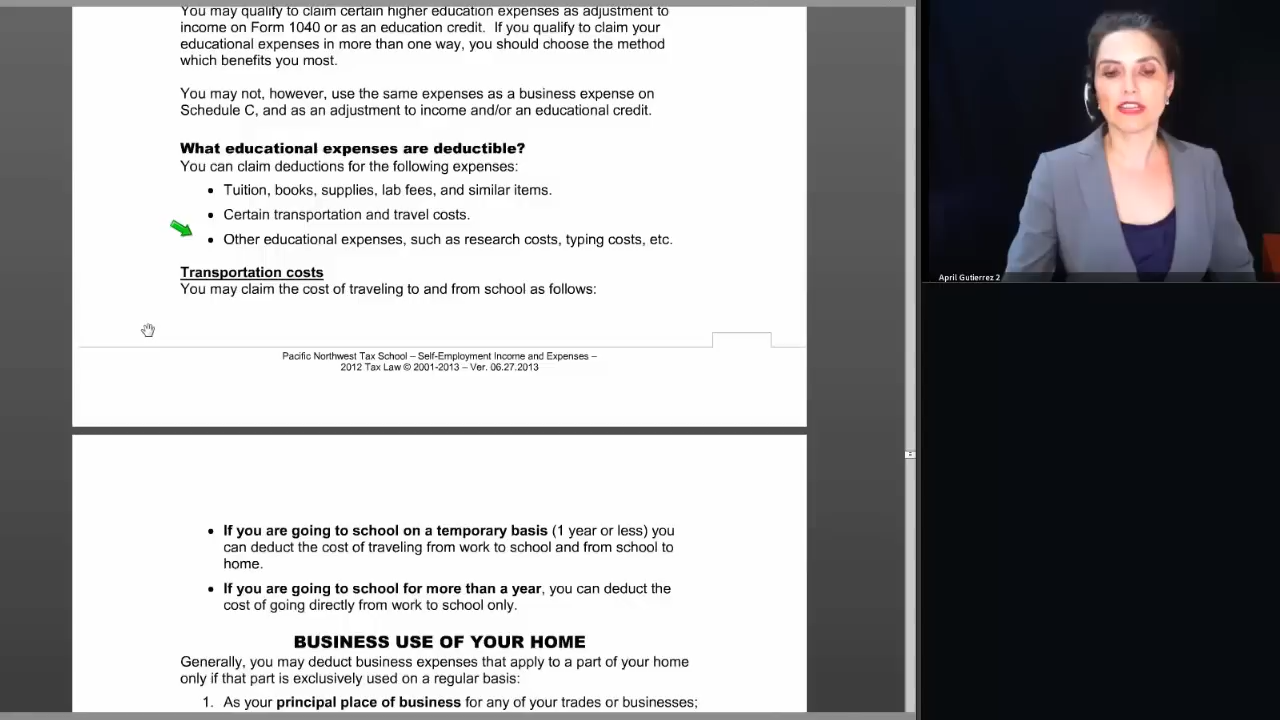 You may qualify to claim certain higher education expenses as adjustment to
income on Form 1040 or as an education credit.  If you qualify to claim your
educational expenses in more than one way, you should choose the method
which benefits you most.
You may not, however, use the same expenses as a business expense on
Schedule C, and as an adjustment to income and/or an educational credit.
What educational expenses are deductible?
You can claim deductions for the following expenses:
• Tuition, books, supplies, lab fees, and similar items.
• Certain transportation and travel costs.
• Other educational expenses, such as research costs, typing costs, etc.
Transportation costs
You may claim the cost of traveling to and from school as follows:
Pacific Northwest Tax School – Self-Employment Income and Expenses –
2012 Tax Law © 2001-2013 – Ver. 06.27.2013
• If you are going to school on a temporary basis (1 year or less) you
can deduct the cost of traveling from work to school and from school to
home.
• If you are going to school for more than a year, you can deduct the
cost of going directly from work to school only.
BUSINESS USE OF YOUR HOME
Generally, you may deduct business expenses that apply to a part of your home
only if that part is exclusively used on a regular basis:
1. As your principal place of business for any of your trades or businesses;
April Gutierrez 2